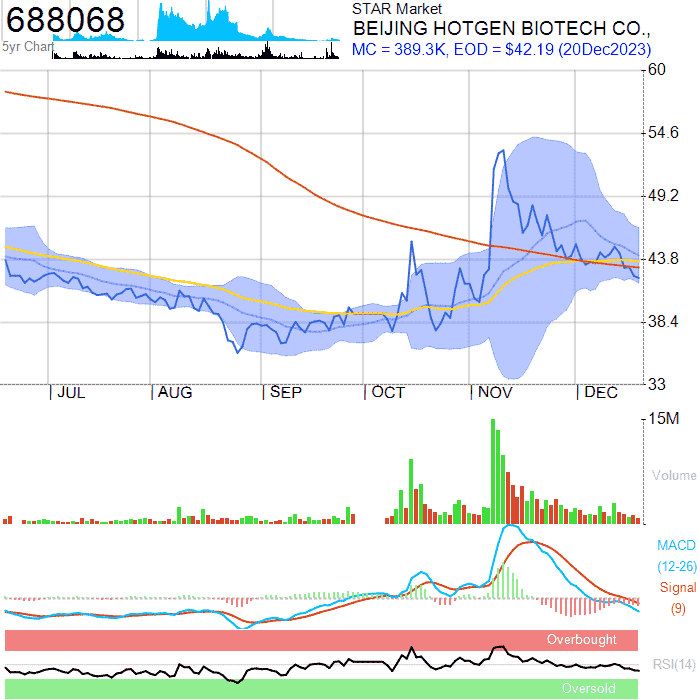 688068
5yr Chart
STAR Market
BEIJING HOTGEN BIOTECH CO.,
MC = 389.3K, EOD = $42.19 (20Dec2023)
60
54.6
49.2
43.8
38.4
33
JUL
AUG
SEP
OCT
NOV
DEC
15M
Volume
MACD
(12-26)
Signal
(9)
Overbought
RSI(14)
Oversold